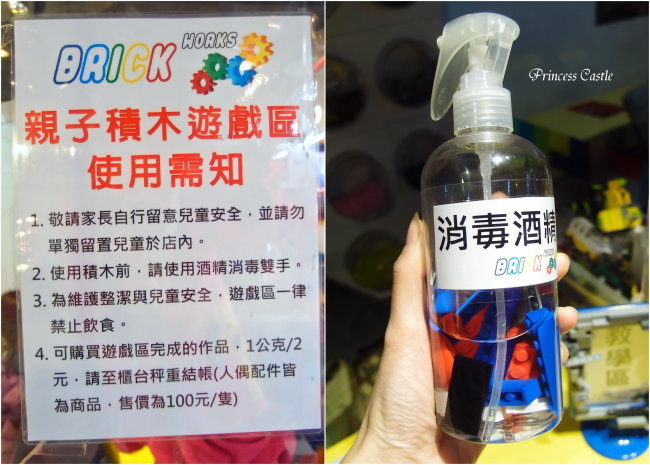 BRICK WORKS
親子積木遊戲區
使用需知
1. 敬請家長自行留意兒童安全，並請勿
單獨留置兒童於店內。
2. 使用積木前，請使用酒精消毒雙手。
3. 為維護整潔與兒童安全，遊戲區一律
禁止飲食。
4. 可購買遊戲區完成的作品，1公克/2
元，請至櫃台秤重結帳(人偶配件皆
為商品，售價為100元/隻)
Princess Castle
消毒酒精
BRICK
教學區